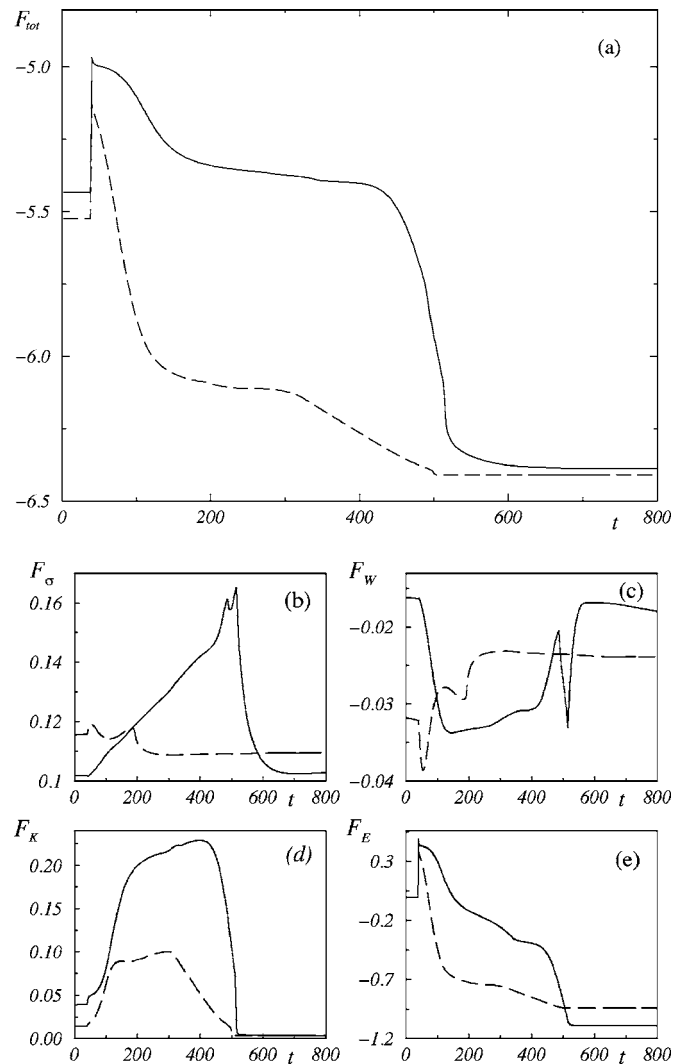 F_tot
(a)
−5.0
−5.5
−6.0
−6.5
0 200 400 600 800
t
F_σ
(b)
0.16
0.14
0.12
0.1
0 200 400 600 800
t
F_W
(c)
−0.02
−0.03
−0.04
0 200 400 600 800
t
F_K
(d)
0.20
0.15
0.10
0.05
0.00
0 200 400 600 800
t
F_E
(e)
0.3
−0.2
−0.7
−1.2
0 200 400 600 800
t